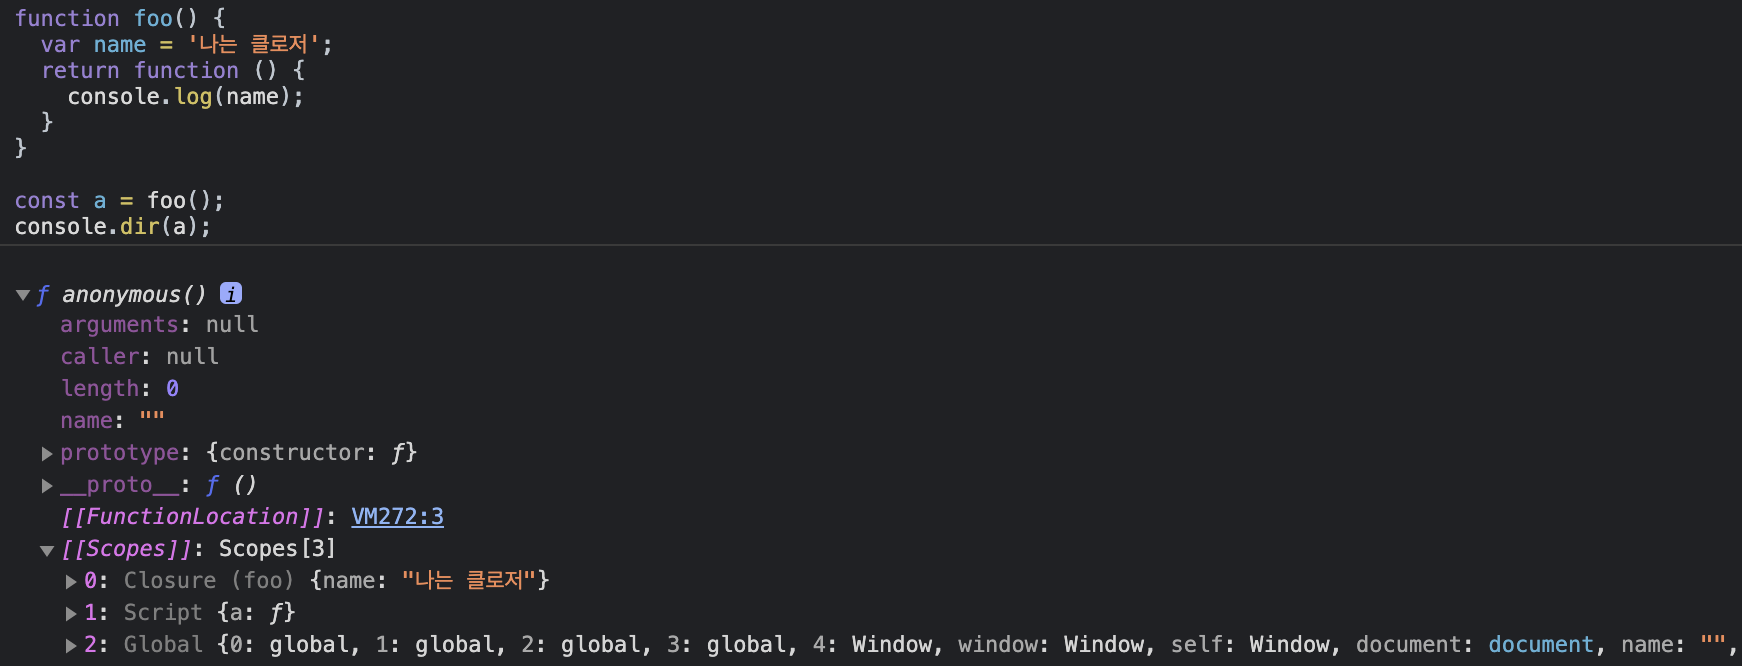 function foo() {
  var name = '나는 클로저';
  return function () {
    console.log(name);
  }
}

const a = foo();
console.dir(a);

▼ƒ anonymous() i
arguments: null
caller: null
length: 0
name: ""
▶prototype: {constructor: ƒ}
▶__proto__: ƒ ()
[[FunctionLocation]]: VM272:3
▼[[Scopes]]: Scopes[3]
▶0: Closure (foo) {name: "나는 클로저"}
▶1: Script {a: ƒ}
▶2: Global {0: global, 1: global, 2: global, 3: global, 4: Window, window: Window, self: Window, document: document, name: "",